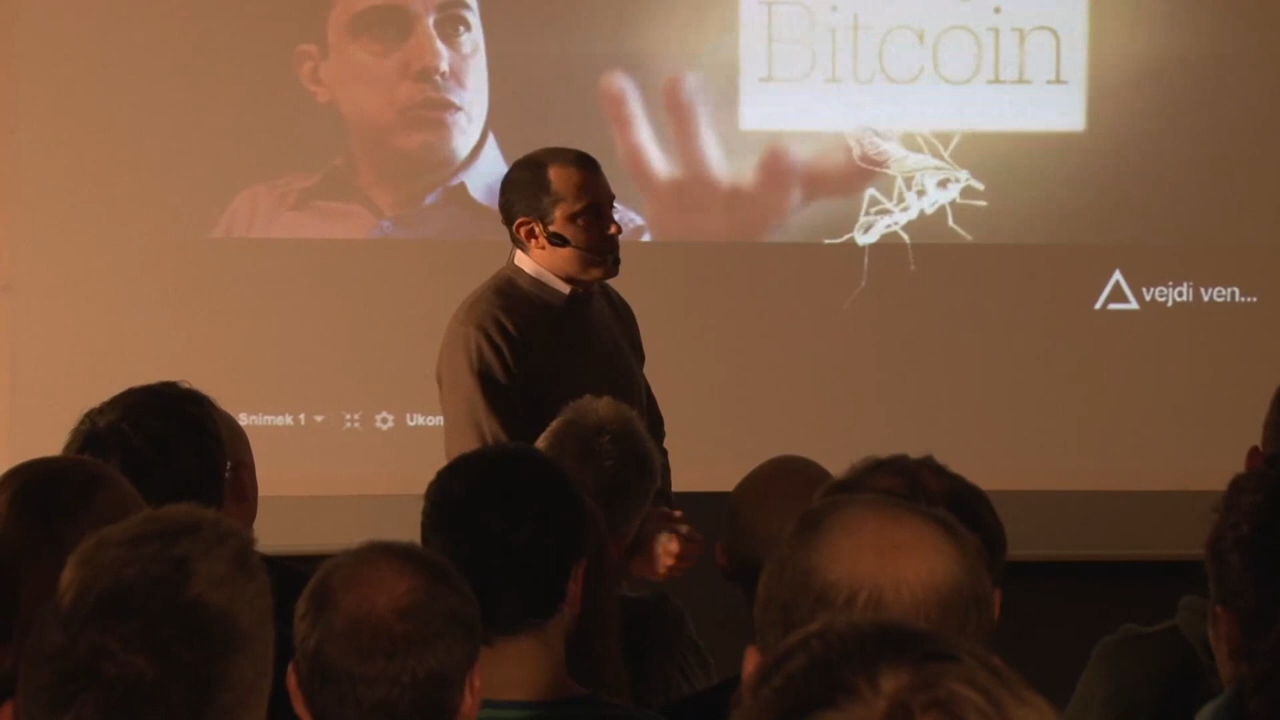 Bitcoin
vejdi ven...
Snímek 1
Ukon